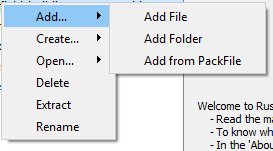 Add...
Create...
Open...
Delete
Extract
Rename
Add File
Add Folder
Add from PackFile
Welcome to Rus
- Read the ma
- To know wh
- In the 'Abou